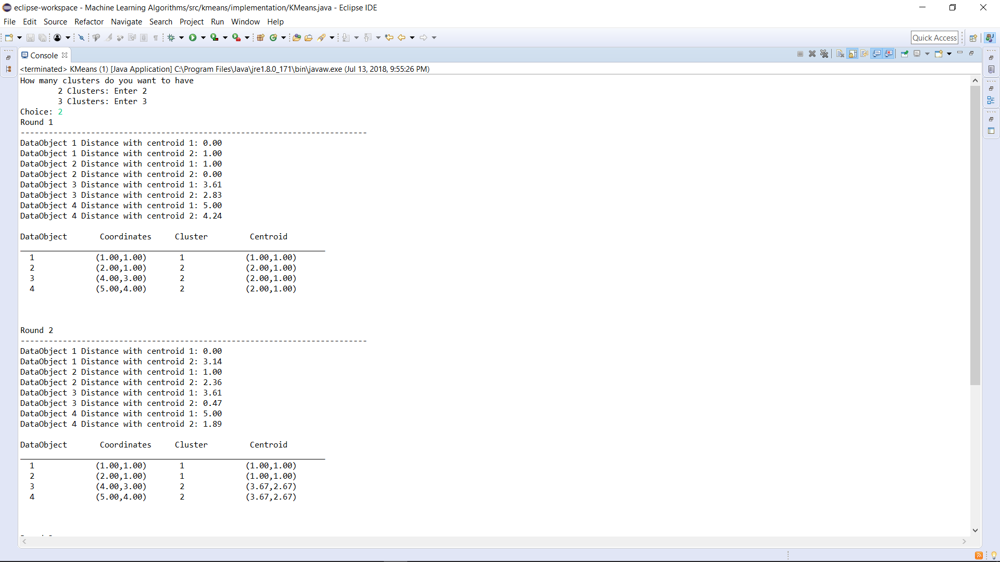 eclipse-workspace - Machine Learning Algorithms/src/kmeans/implementation/KMeans.java - Eclipse IDE
File Edit Source Refactor Navigate Search Project Run Window Help
Quick Access
Console
<terminated> KMeans (1) [Java Application] C:\Program Files\Java\jre1.8.0_171\bin\javaw.exe (Jul 13, 2018, 9:55:26 PM)
How many clusters do you want to have
2 Clusters: Enter 2
3 Clusters: Enter 3
Choice: 2
Round 1
--------------------------------------------------------------------------
DataObject 1 Distance with centroid 1: 0.00
DataObject 1 Distance with centroid 2: 1.00
DataObject 2 Distance with centroid 1: 1.00
DataObject 2 Distance with centroid 2: 0.00
DataObject 3 Distance with centroid 1: 3.61
DataObject 3 Distance with centroid 2: 2.83
DataObject 4 Distance with centroid 1: 5.00
DataObject 4 Distance with centroid 2: 4.24
DataObject Coordinates Cluster Centroid
_________________________________________________________________
1 (1.00,1.00) 1 (1.00,1.00)
2 (2.00,1.00) 2 (2.00,1.00)
3 (4.00,3.00) 2 (2.00,1.00)
4 (5.00,4.00) 2 (2.00,1.00)
Round 2
--------------------------------------------------------------------------
DataObject 1 Distance with centroid 1: 0.00
DataObject 1 Distance with centroid 2: 3.14
DataObject 2 Distance with centroid 1: 1.00
DataObject 2 Distance with centroid 2: 2.36
DataObject 3 Distance with centroid 1: 3.61
DataObject 3 Distance with centroid 2: 0.47
DataObject 4 Distance with centroid 1: 5.00
DataObject 4 Distance with centroid 2: 1.89
DataObject Coordinates Cluster Centroid
_________________________________________________________________
1 (1.00,1.00) 1 (1.00,1.00)
2 (2.00,1.00) 1 (1.00,1.00)
3 (4.00,3.00) 2 (3.67,2.67)
4 (5.00,4.00) 2 (3.67,2.67)